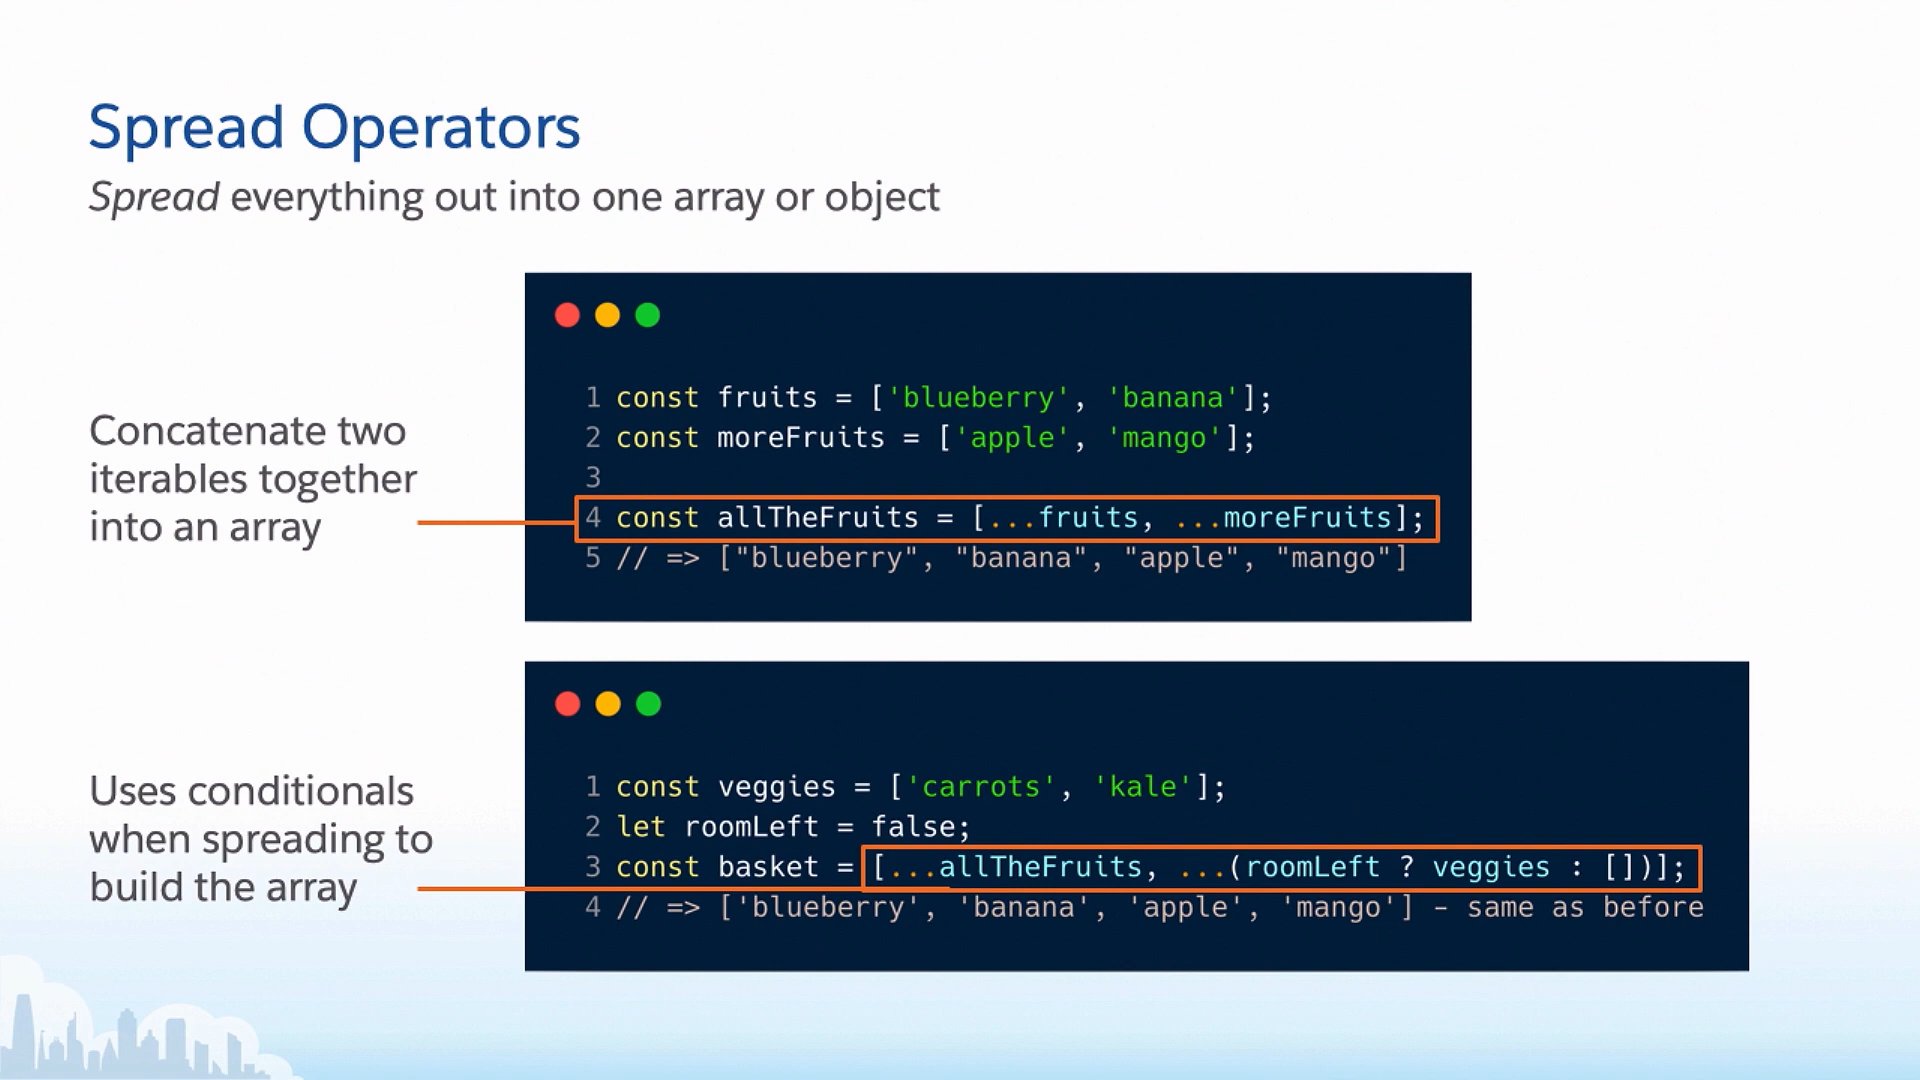 Spread Operators
Spread everything out into one array or object
Concatenate two
iterables together
into an array
1 const fruits = ['blueberry', 'banana'];
2 const moreFruits = ['apple', 'mango'];
3
4 const allTheFruits = [...fruits, ...moreFruits];
5 // => ["blueberry", "banana", "apple", "mango"]
Uses conditionals
when spreading to
build the array
1 const veggies = ['carrots', 'kale'];
2 let roomLeft = false;
3 const basket = [...allTheFruits, ...(roomLeft ? veggies : [])];
4 // => ['blueberry', 'banana', 'apple', 'mango'] – same as before